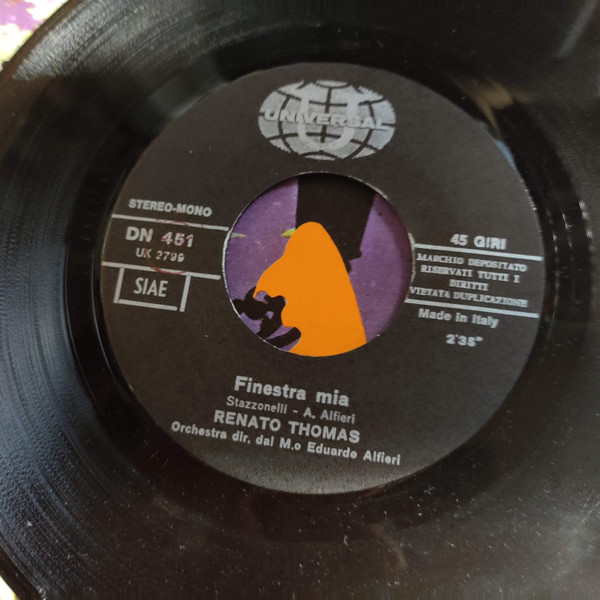 UNIVERSAL
STEREO-MONO
DN 451
UK 2799
SIAE
45 GIRI
MARCHIO DEPOSITATO
RISERVATI TUTTI I
DIRITTI
VIETATA DUPLICAZIONE
Made in Italy
2'35"
Finestra mia
Stazzonelli - A. Alfieri
RENATO THOMAS
Orchestra dir. dal M.o Eduardo Alfieri